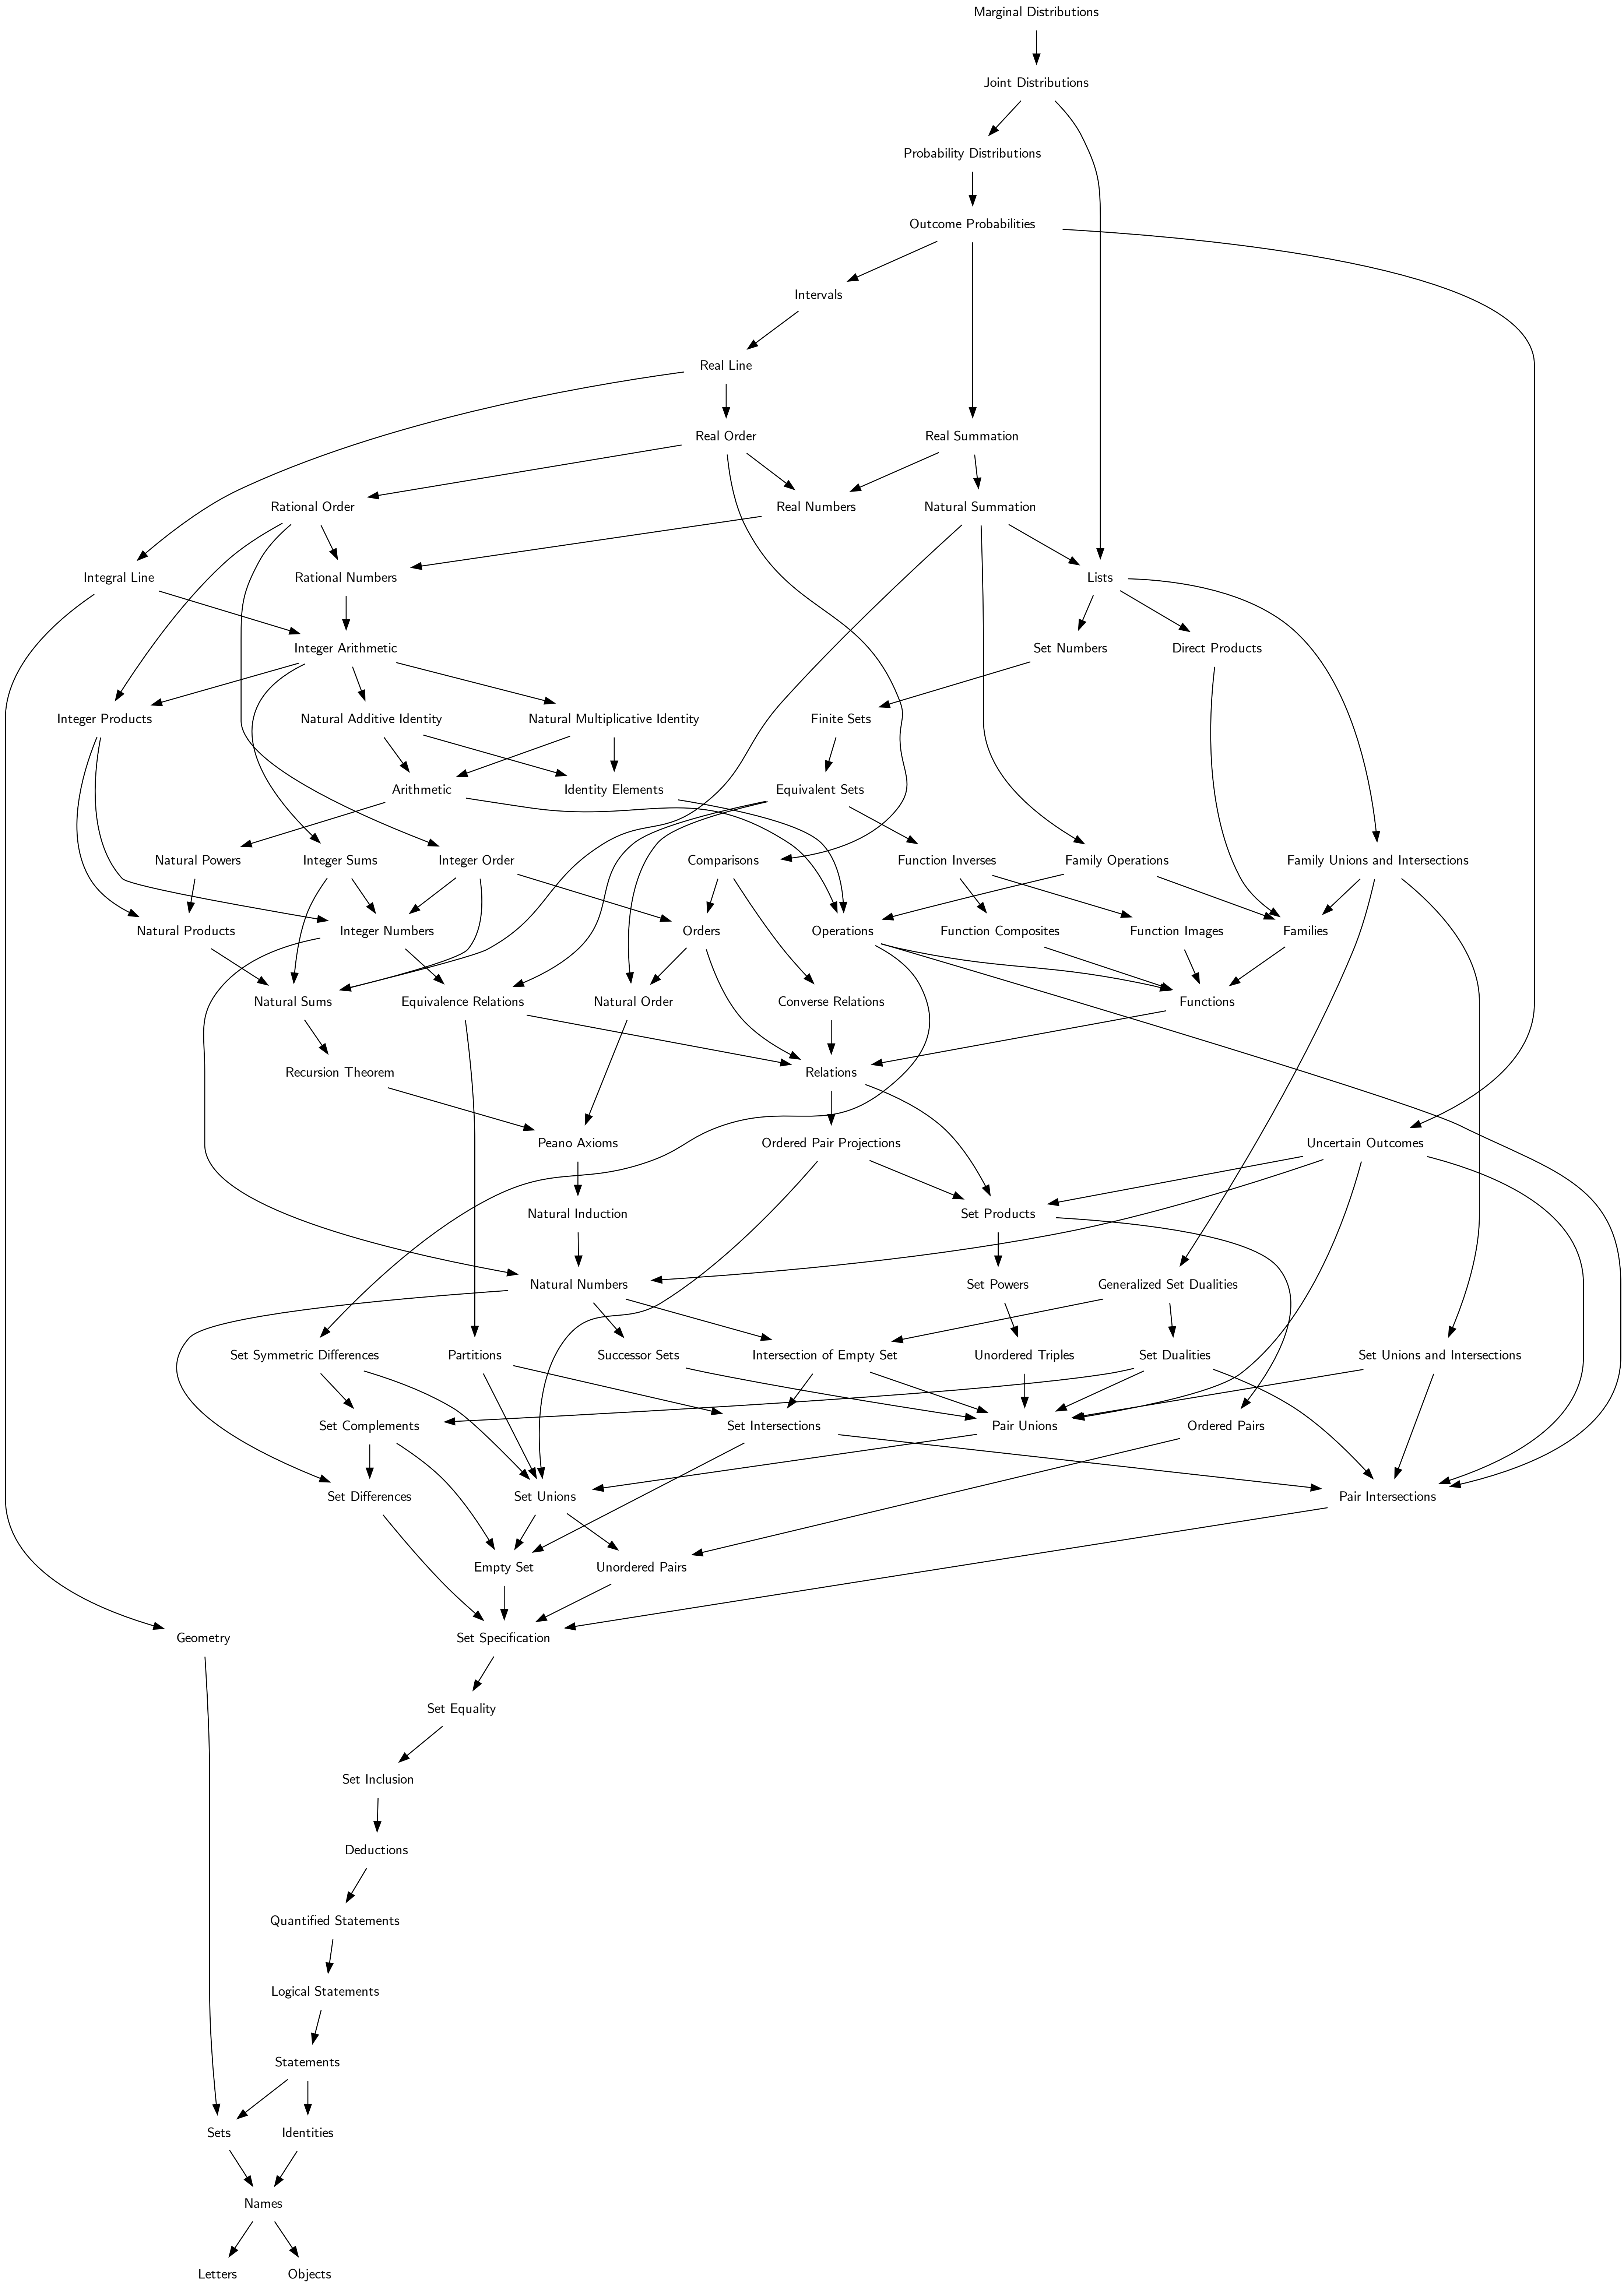 Marginal Distributions
Joint Distributions
Probability Distributions
Outcome Probabilities
Intervals
Real Line
Real Order
Real Summation
Rational Order
Real Numbers
Natural Summation
Integral Line
Rational Numbers
Lists
Integer Arithmetic
Set Numbers
Direct Products
Integer Products
Natural Additive Identity
Natural Multiplicative Identity
Finite Sets
Arithmetic
Identity Elements
Equivalent Sets
Natural Powers
Integer Sums
Integer Order
Comparisons
Function Inverses
Family Operations
Family Unions and Intersections
Natural Products
Integer Numbers
Orders
Operations
Function Composites
Function Images
Families
Natural Sums
Equivalence Relations
Natural Order
Converse Relations
Functions
Recursion Theorem
Relations
Peano Axioms
Ordered Pair Projections
Uncertain Outcomes
Natural Induction
Set Products
Natural Numbers
Set Powers
Generalized Set Dualities
Set Symmetric Differences
Partitions
Successor Sets
Intersection of Empty Set
Unordered Triples
Set Dualities
Set Unions and Intersections
Set Complements
Set Intersections
Pair Unions
Ordered Pairs
Set Differences
Set Unions
Pair Intersections
Empty Set
Unordered Pairs
Geometry
Set Specification
Set Equality
Set Inclusion
Deductions
Quantified Statements
Logical Statements
Statements
Sets
Identities
Names
Letters
Objects